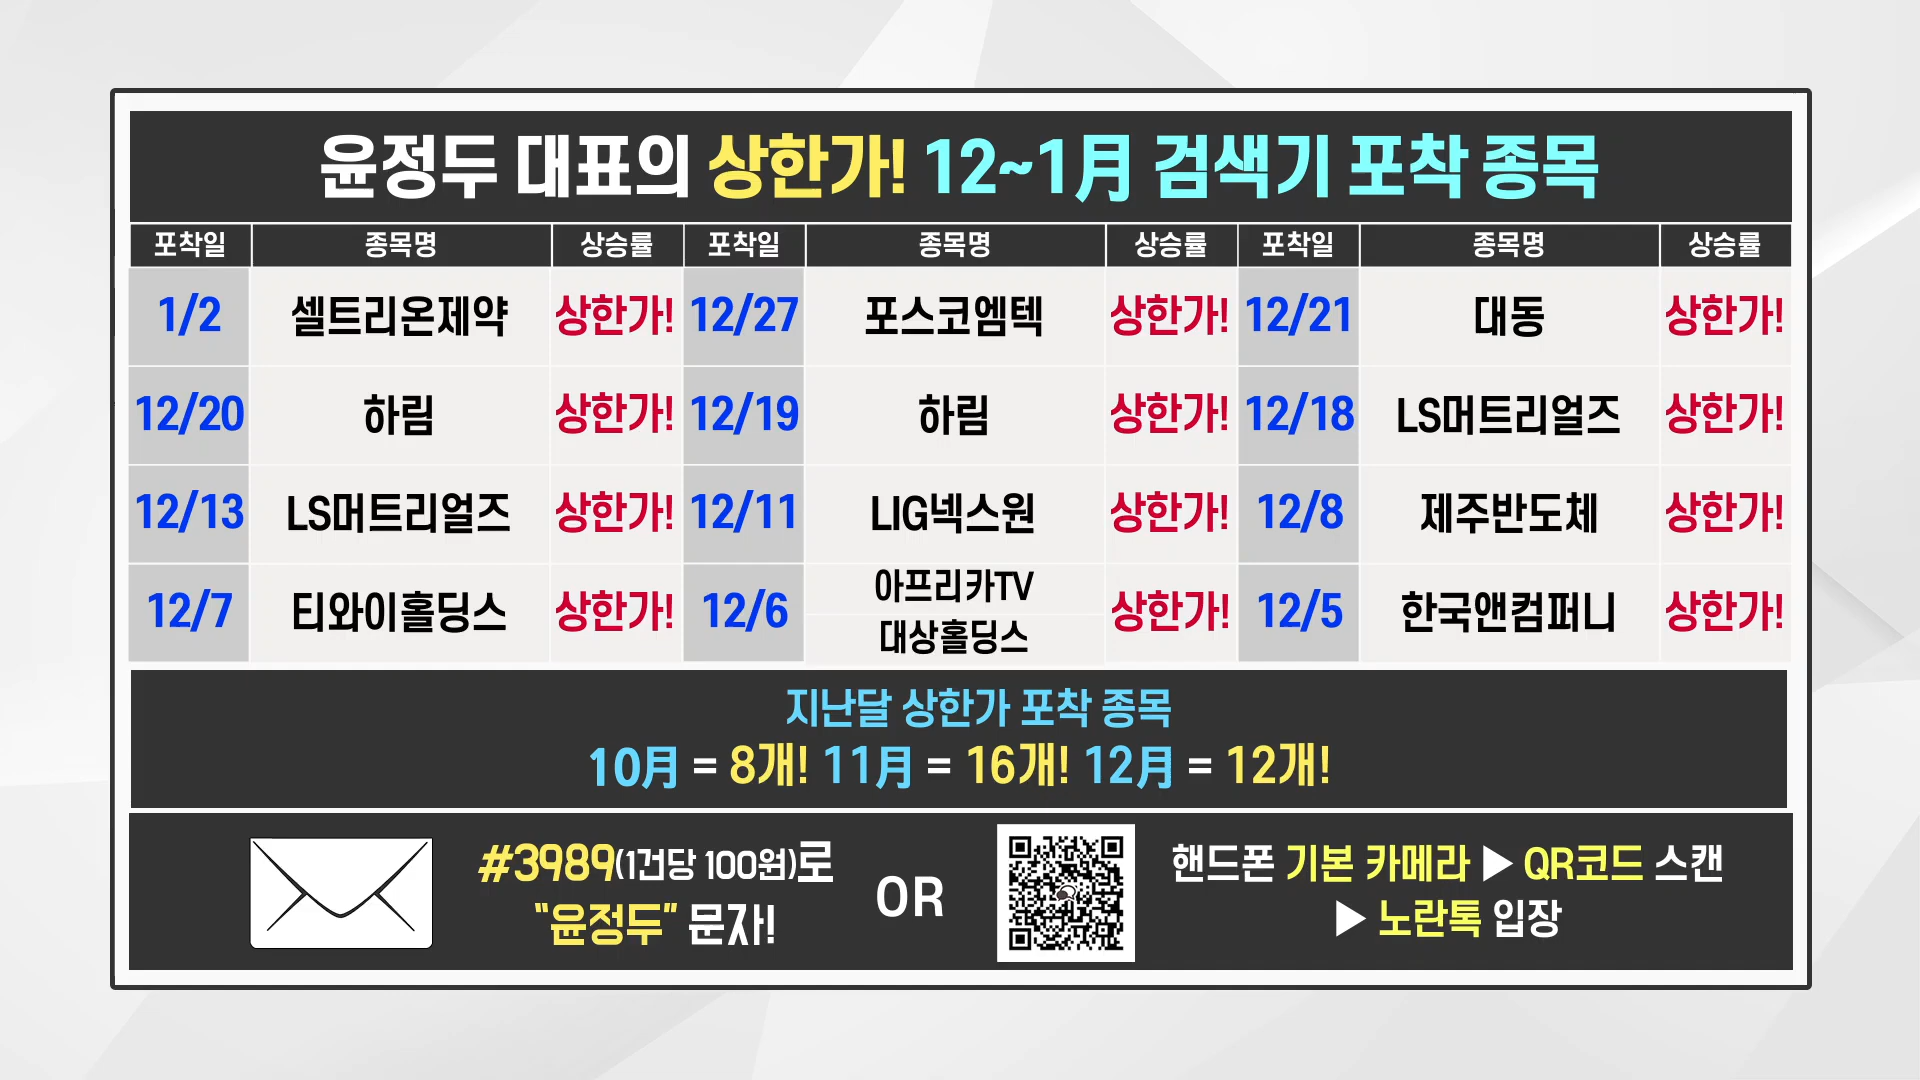 윤정두 대표의 상한가! 12~1月 검색기 포착 종목
포착일 종목명 상승률 포착일 종목명 상승률 포착일 종목명 상승률
1/2 셀트리온제약 상한가! 12/27 포스코엠텍 상한가! 12/21 대동 상한가!
12/20 하림 상한가! 12/19 하림 상한가! 12/18 LS머트리얼즈 상한가!
12/13 LS머트리얼즈 상한가! 12/11 LIG넥스원 상한가! 12/8 제주반도체 상한가!
12/7 티와이홀딩스 상한가! 12/6 아프리카TV 대상홀딩스 상한가! 12/5 한국앤컴퍼니 상한가!
지난달 상한가 포착 종목
10月 = 8개! 11月 = 16개! 12月 = 12개!
#3989(1건당 100원)로
"윤정두" 문자!
OR
핸드폰 기본 카메라 ▶ QR코드 스캔
▶ 노란톡 입장